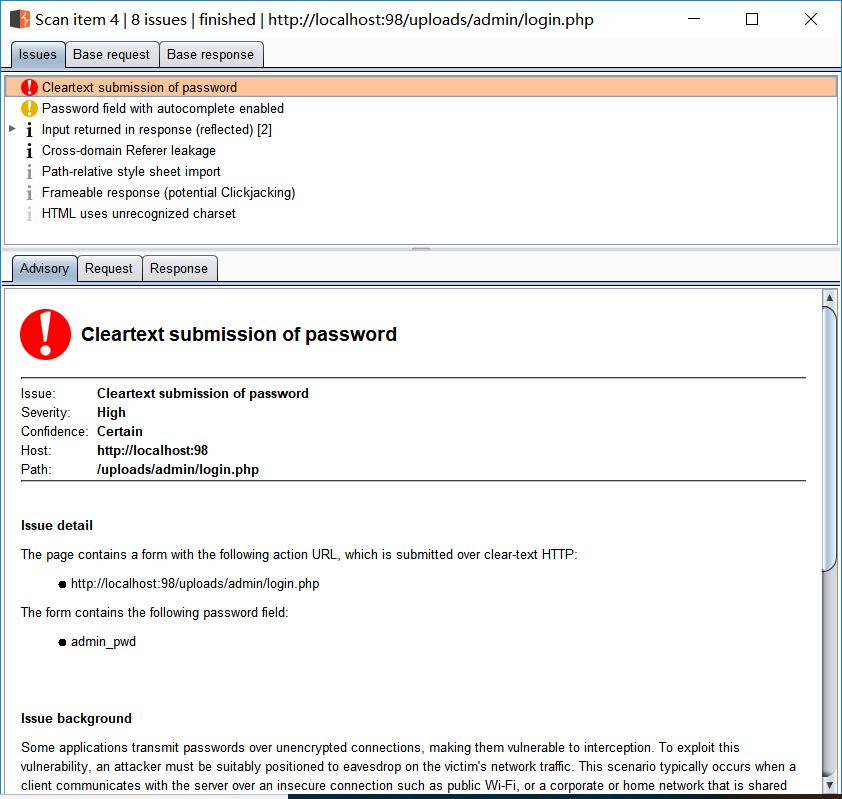 Scan item 4 | 8 issues | finished | http://localhost:98/uploads/admin/login.php
Issues Base request Base response
Cleartext submission of password
Password field with autocomplete enabled
Input returned in response (reflected) [2]
Cross-domain Referer leakage
Path-relative style sheet import
Frameable response (potential Clickjacking)
HTML uses unrecognized charset
Advisory Request Response
Cleartext submission of password
Issue: Cleartext submission of password
Severity: High
Confidence: Certain
Host: http://localhost:98
Path: /uploads/admin/login.php
Issue detail
The page contains a form with the following action URL, which is submitted over clear-text HTTP:
http://localhost:98/uploads/admin/login.php
The form contains the following password field:
admin_pwd
Issue background
Some applications transmit passwords over unencrypted connections, making them vulnerable to interception. To exploit this
vulnerability, an attacker must be suitably positioned to eavesdrop on the victim's network traffic. This scenario typically occurs when a
client communicates with the server over an insecure connection such as public Wi-Fi, or a corporate or home network that is shared